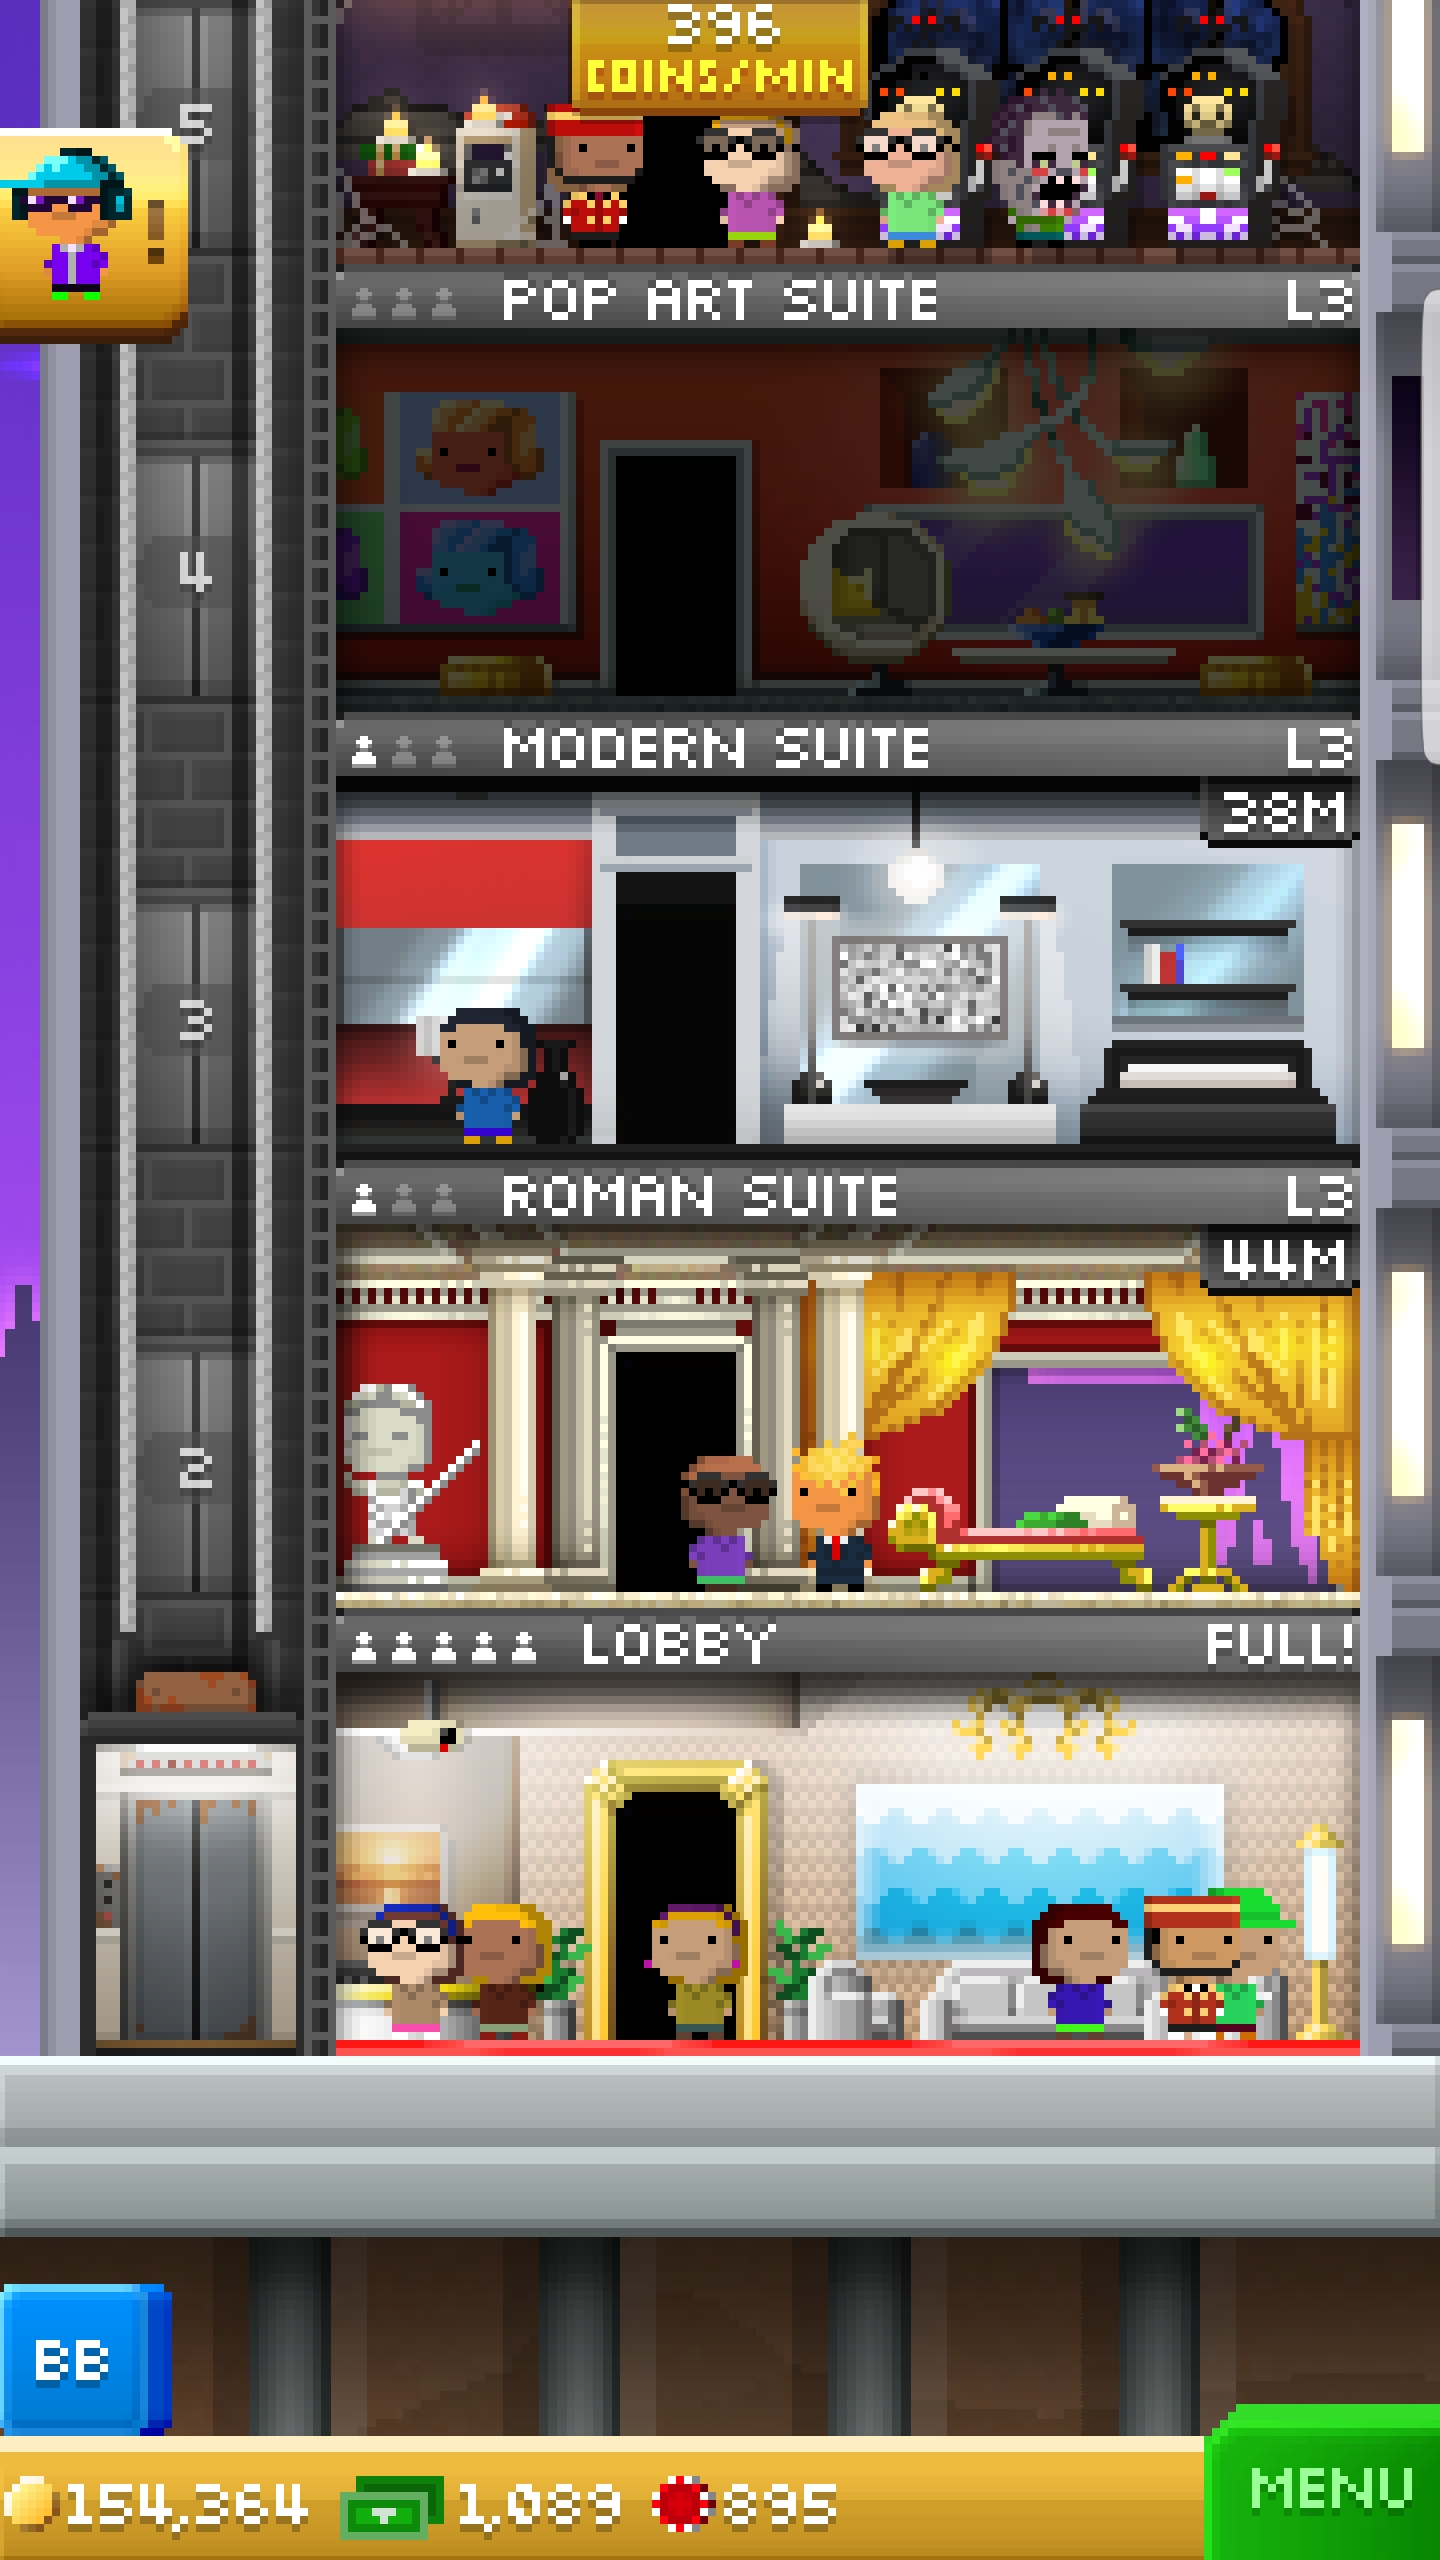 396
COINS/MIN
5
!
POP ART SUITE L3
4
MODERN SUITE L3
38M
3
ROMAN SUITE L3
44M
2
LOBBY FULL!
BB
154,364 1,089 895
MENU